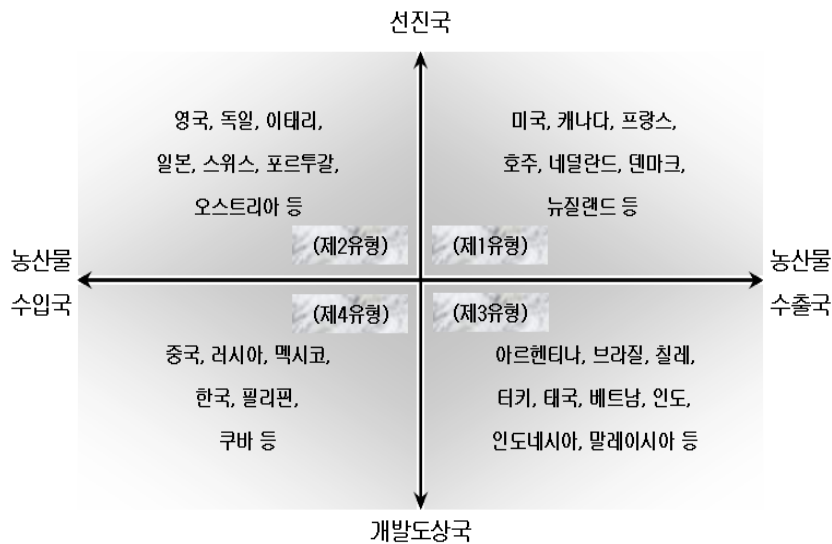 선진국
영국, 독일, 이태리,
일본, 스위스, 포르투갈,
오스트리아 등
(제2유형)
미국, 캐나다, 프랑스,
호주, 네덜란드, 덴마크,
뉴질랜드 등
(제1유형)
농산물
수입국
농산물
수출국
(제4유형)
중국, 러시아, 멕시코,
한국, 필리핀,
쿠바 등
(제3유형)
아르헨티나, 브라질, 칠레,
터키, 태국, 베트남, 인도,
인도네시아, 말레이시아 등
개발도상국